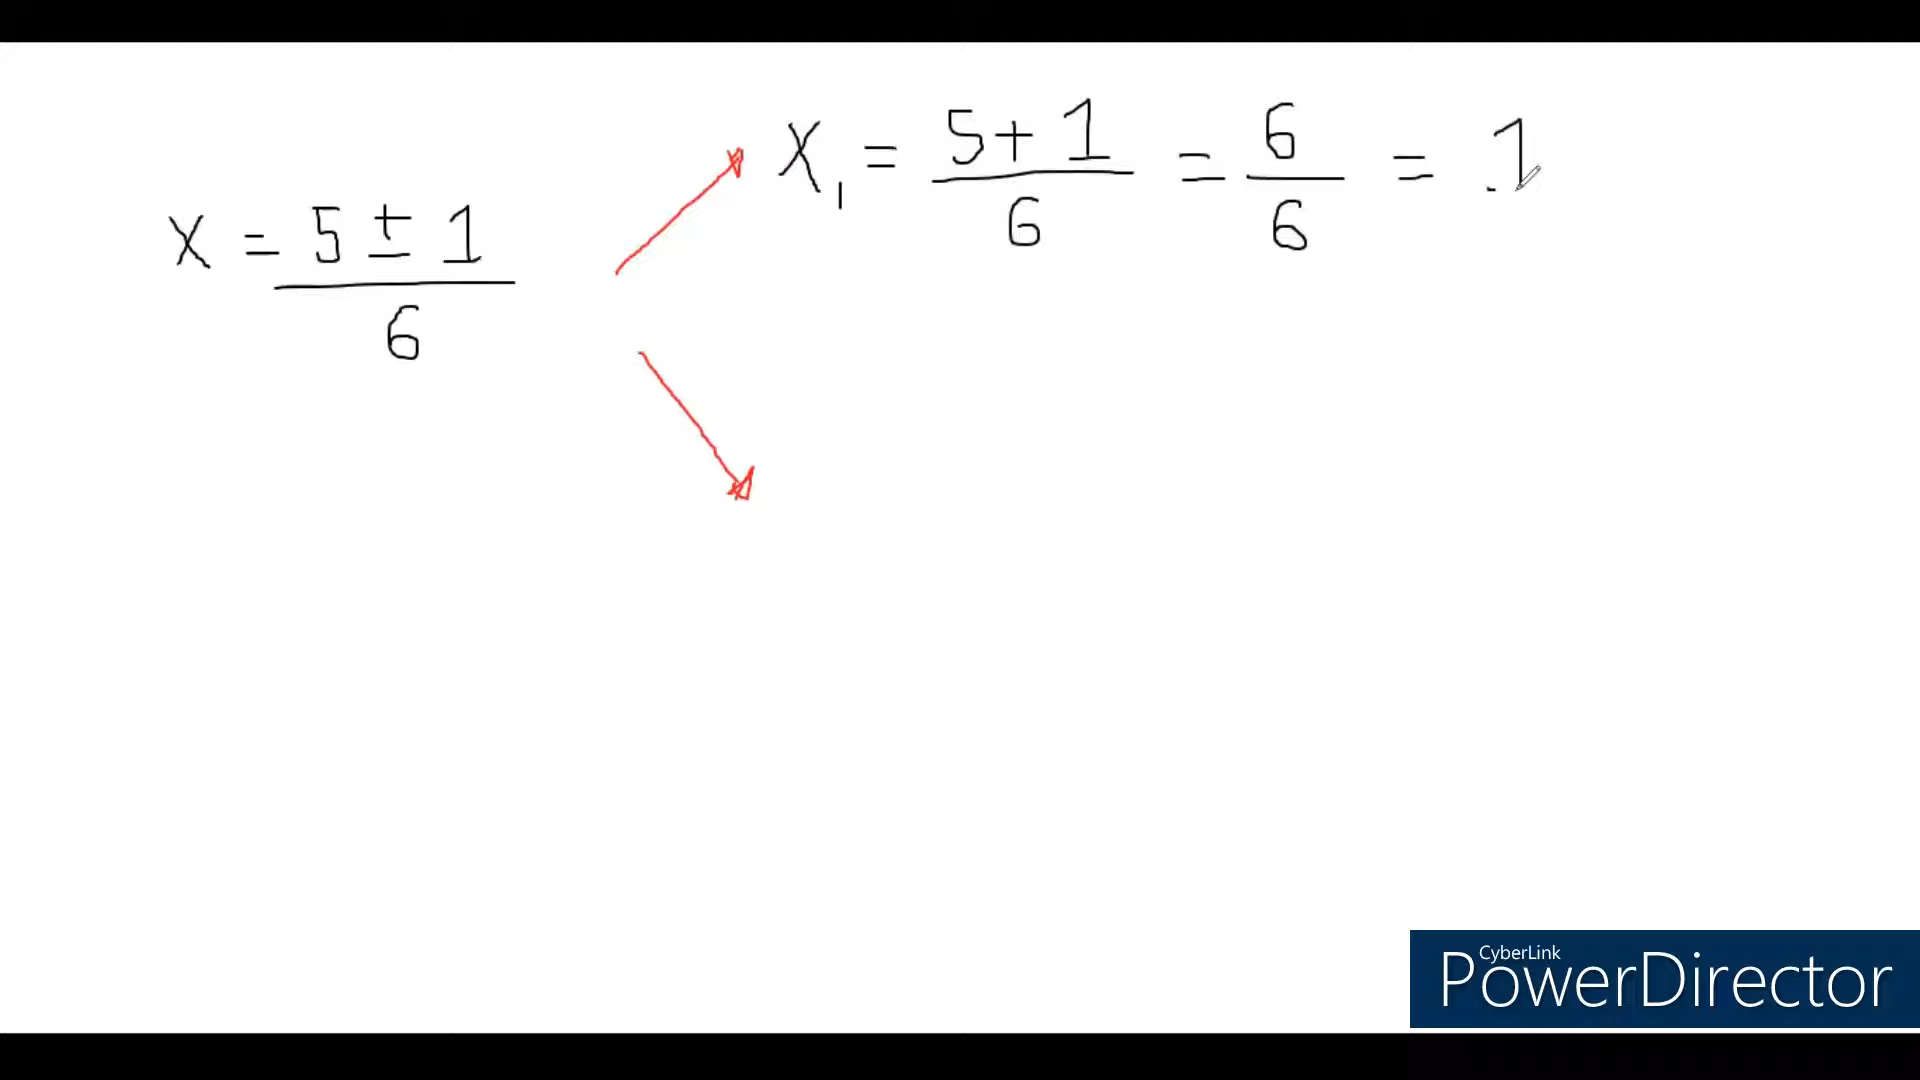 x = 5 ± 1 / 6
x₁ = 5 + 1 / 6 = 6 / 6 = 1
CyberLink
PowerDirector